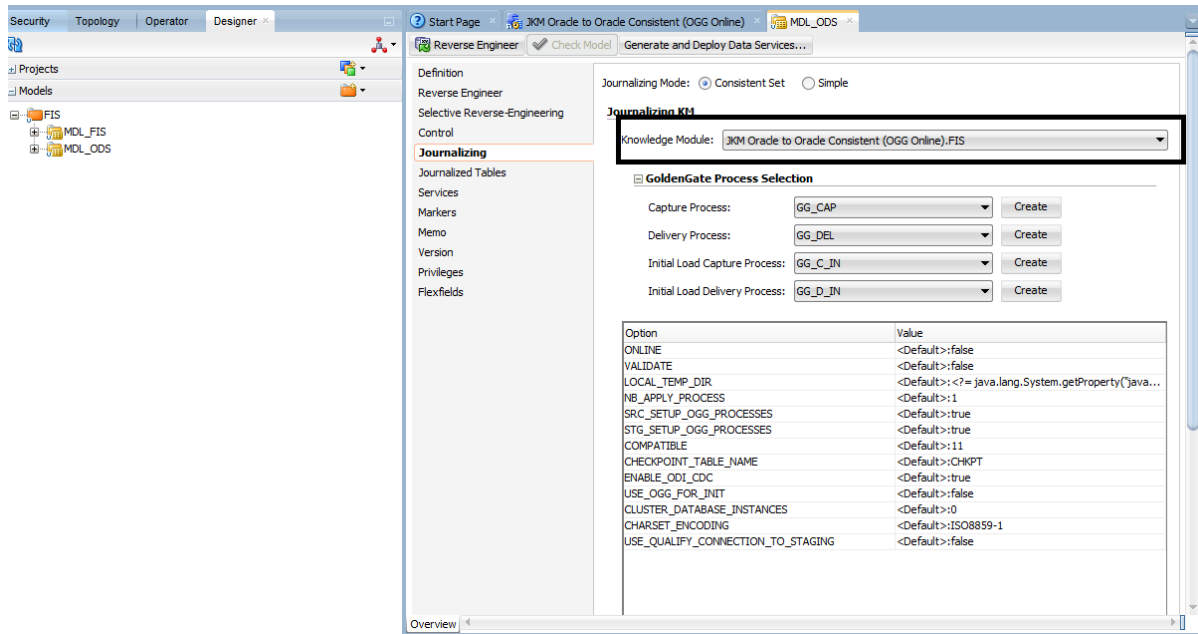 Security Topology Operator Designer
Start Page JKM Oracle to Oracle Consistent (OGG Online) MDL_ODS
Reverse Engineer Check Model Generate and Deploy Data Services...
Projects
Models
FIS
MDL_FIS
MDL_ODS
Definition
Reverse Engineer
Selective Reverse-Engineering
Control
Journalizing
Journalized Tables
Services
Markers
Memo
Version
Privileges
Flexfields
Journalizing Mode: Consistent Set Simple
Journalizing KM
Knowledge Module: JKM Oracle to Oracle Consistent (OGG Online).FIS
GoldenGate Process Selection
Capture Process: GG_CAP Create
Delivery Process: GG_DEL Create
Initial Load Capture Process: GG_C_IN Create
Initial Load Delivery Process: GG_D_IN Create
Option Value
ONLINE <Default>:false
VALIDATE <Default>:false
LOCAL_TEMP_DIR <Default>:<?= java.lang.System.getProperty("java...
NB_APPLY_PROCESS <Default>:1
SRC_SETUP_OGG_PROCESSES <Default>:true
STG_SETUP_OGG_PROCESSES <Default>:true
COMPATIBLE <Default>:11
CHECKPOINT_TABLE_NAME <Default>:CHKPT
ENABLE_ODI_CDC <Default>:true
USE_OGG_FOR_INIT <Default>:false
CLUSTER_DATABASE_INSTANCES <Default>:0
CHARSET_ENCODING <Default>:ISO8859-1
USE_QUALIFY_CONNECTION_TO_STAGING <Default>:false
Overview